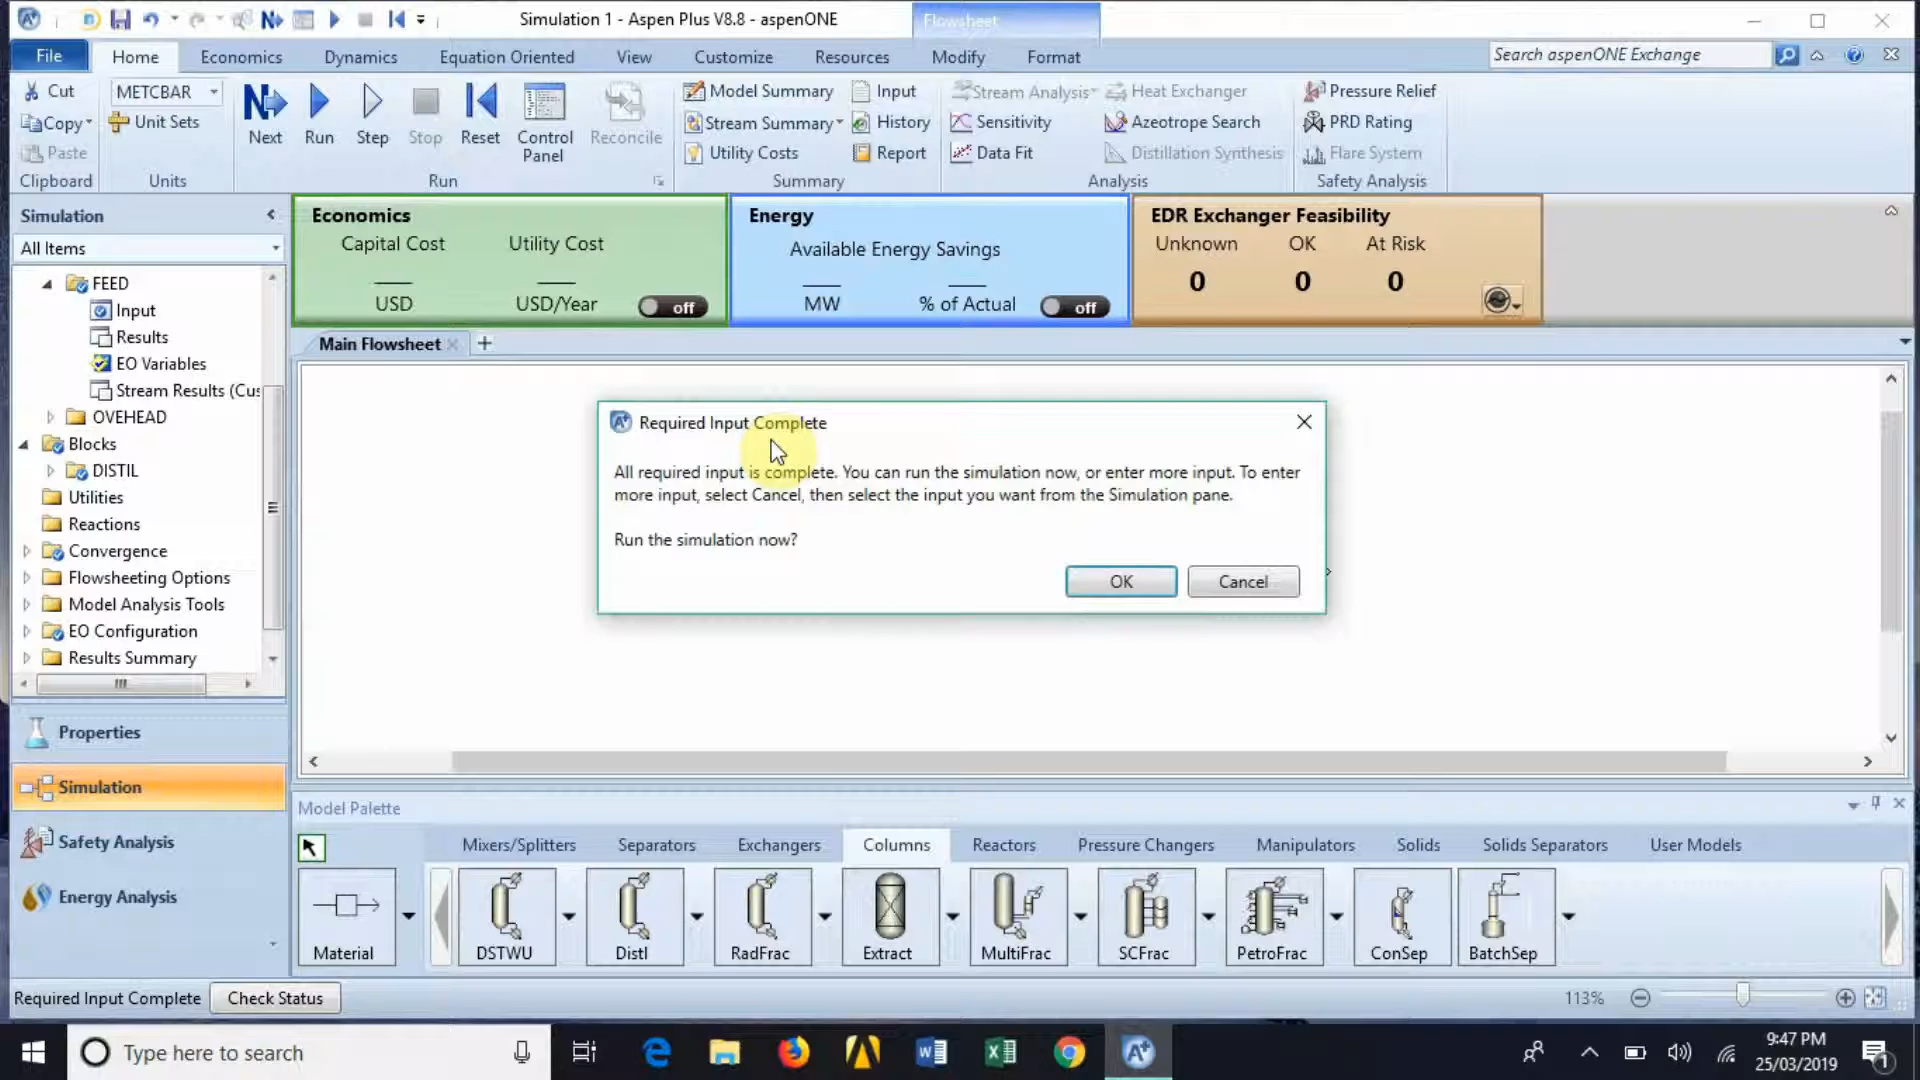 Simulation 1 - Aspen Plus V8.8 - aspenONE
Flowsheet
File
Home
Economics
Dynamics
Equation Oriented
View
Customize
Resources
Modify
Format
Search aspenONE Exchange
Cut
Copy
Paste
Clipboard
METCBAR
Unit Sets
Units
Next
Run
Step
Stop
Reset
Control Panel
Reconcile
Run
Model Summary
Stream Summary
Utility Costs
Input
History
Report
Summary
Stream Analysis
Sensitivity
Data Fit
Heat Exchanger
Azeotrope Search
Distillation Synthesis
Analysis
Pressure Relief
PRD Rating
Flare System
Safety Analysis
Simulation
All Items
FEED
Input
Results
EO Variables
Stream Results (Cus
OVEHEAD
Blocks
DISTIL
Utilities
Reactions
Convergence
Flowsheeting Options
Model Analysis Tools
EO Configuration
Results Summary
Properties
Simulation
Safety Analysis
Energy Analysis
Economics
Capital Cost Utility Cost
USD USD/Year off
Energy
Available Energy Savings
MW % of Actual off
EDR Exchanger Feasibility
Unknown OK At Risk
0 0 0
Main Flowsheet
Required Input Complete
All required input is complete. You can run the simulation now, or enter more input. To enter
more input, select Cancel, then select the input you want from the Simulation pane.
Run the simulation now?
OK Cancel
Model Palette
Mixers/Splitters
Separators
Exchangers
Columns
Reactors
Pressure Changers
Manipulators
Solids
Solids Separators
User Models
Material
DSTWU
Distl
RadFrac
Extract
MultiFrac
SCFrac
PetroFrac
ConSep
BatchSep
Required Input Complete
Check Status
113%
Type here to search
9:47 PM
25/03/2019
1